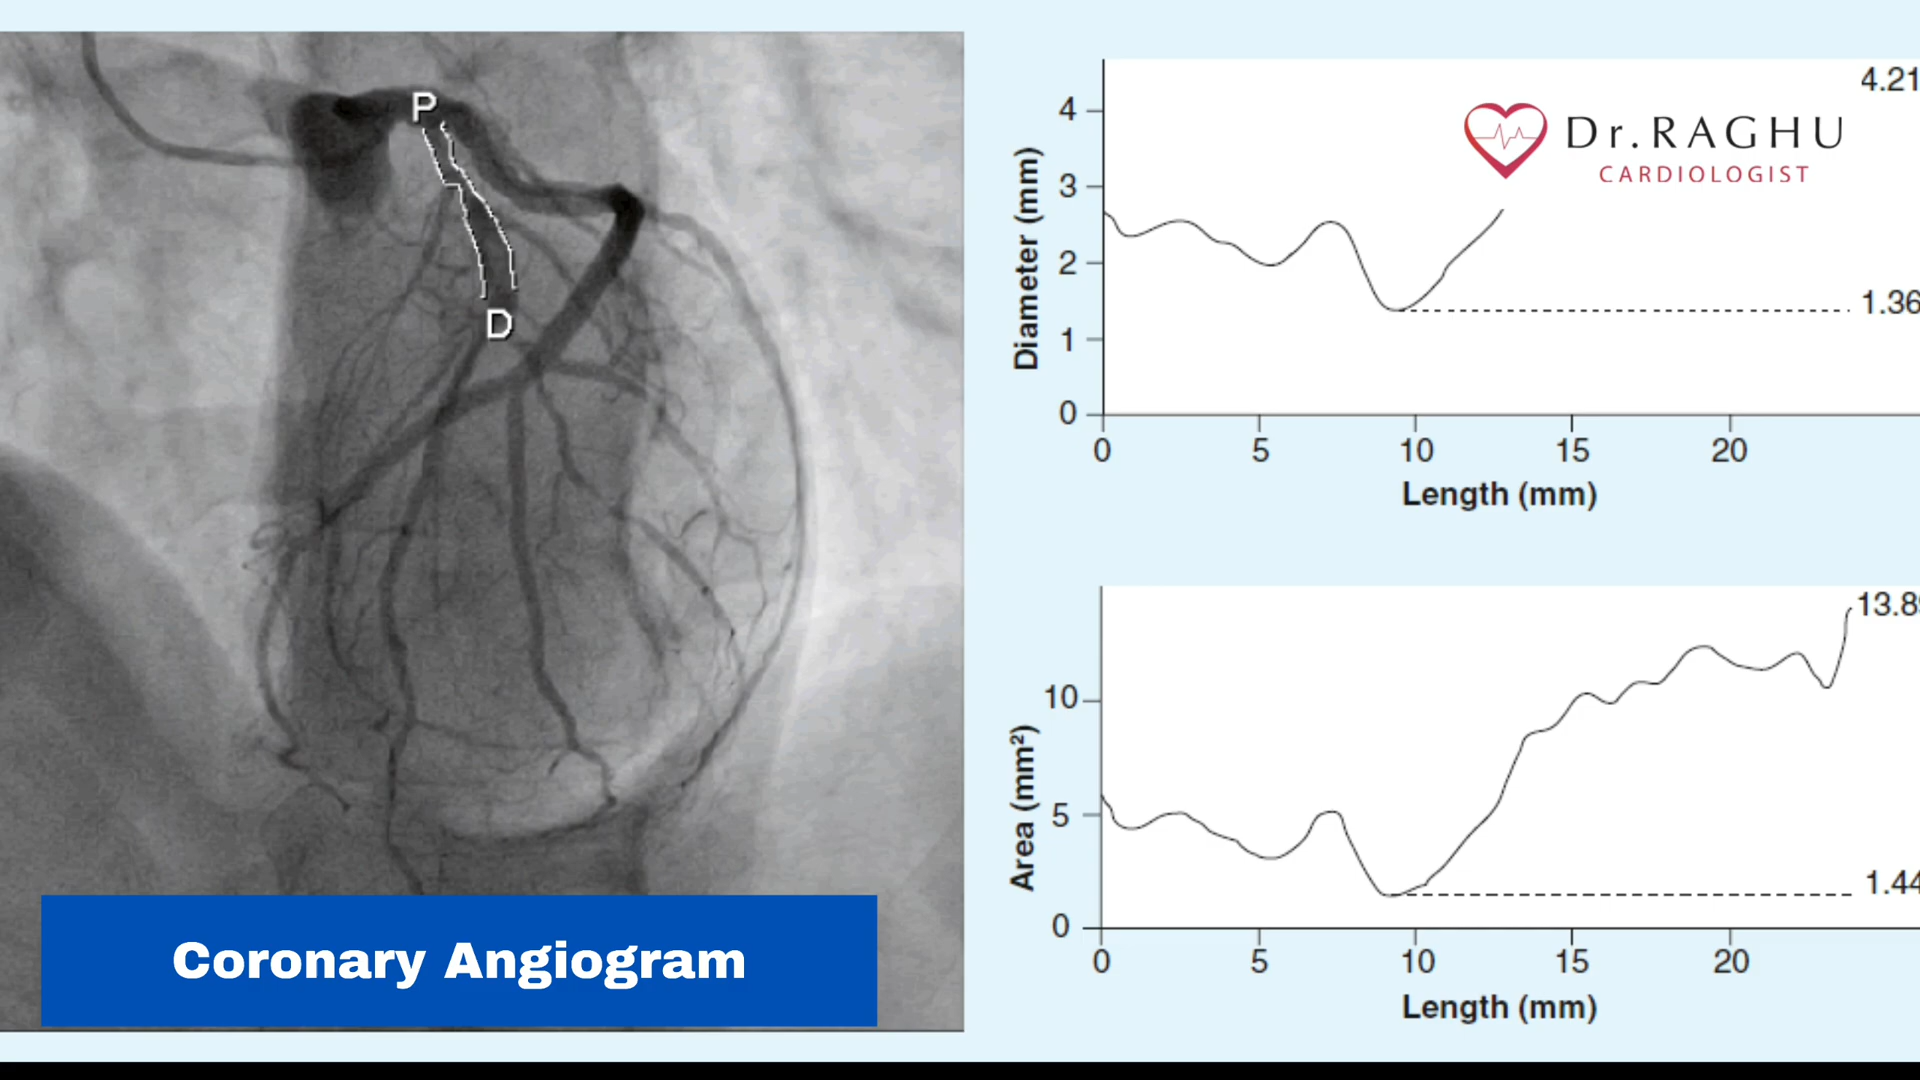 P
D
Coronary Angiogram
Dr.RAGHU
CARDIOLOGIST
4.21
4
3
2
1
0
1.36
Diameter (mm)
0 5 10 15 20
Length (mm)
13.8
10
5
0
1.44
Area (mm²)
0 5 10 15 20
Length (mm)